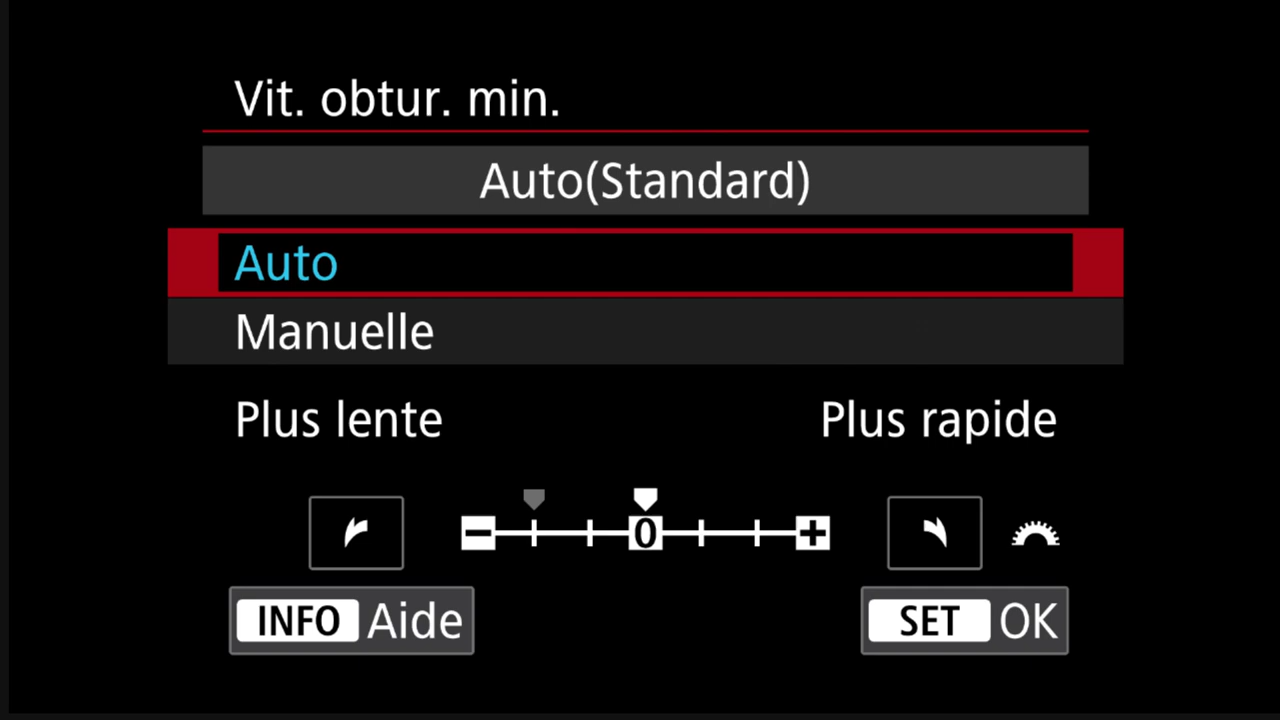 Vit. obtur. min.
Auto(Standard)
Auto
Manuelle
Plus lente Plus rapide
0
INFO Aide SET OK